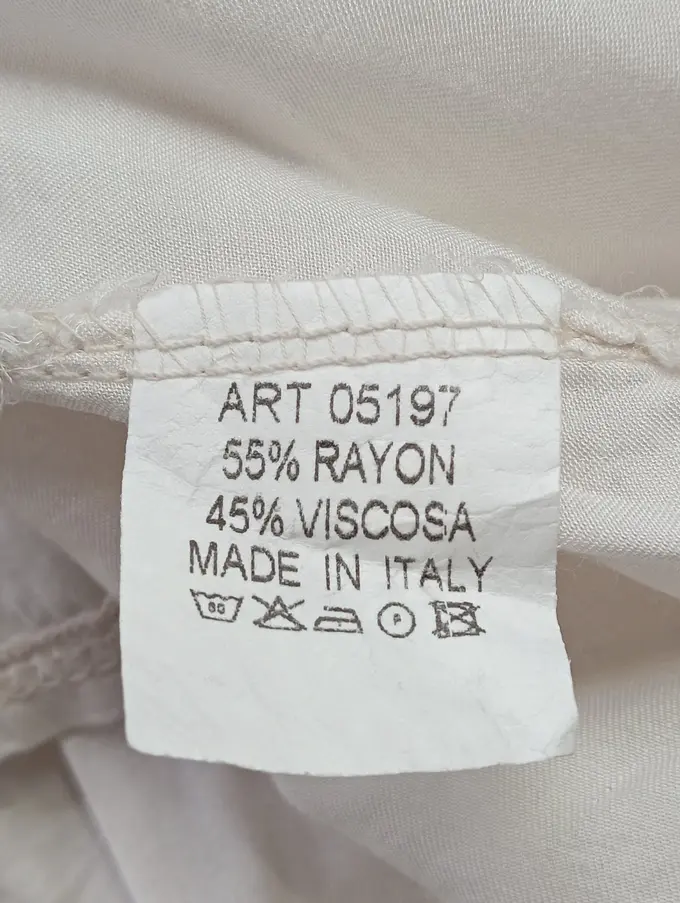 ART 05197
55% RAYON
45% VISCOSA
MADE IN ITALY